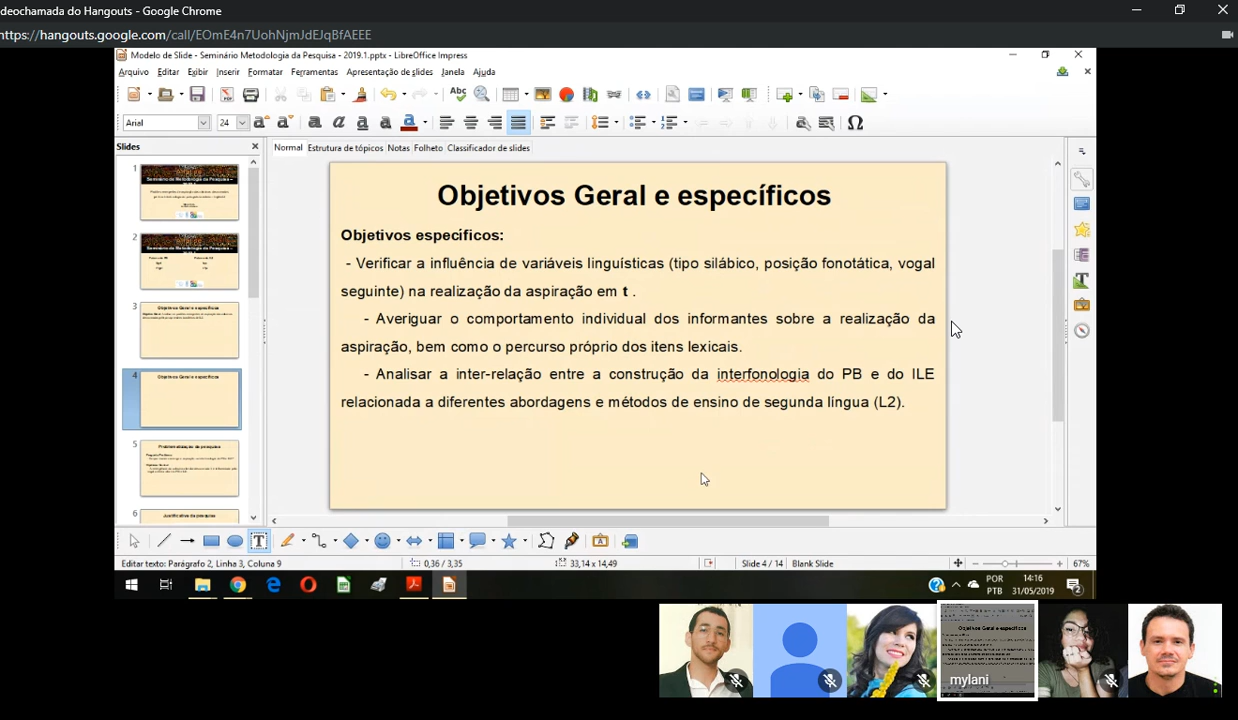 deochamada do Hangouts - Google Chrome
https://hangouts.google.com/call/EOmE4n7UohNjmJdEJqBfAEEE
Modelo de Slide - Seminário Metodologia da Pesquisa - 2019.1.pptx - LibreOffice Impress
Arquivo Editar Exibir Inserir Formatar Ferramentas Apresentação de slides Janela Ajuda
Arial 24
Slides
Normal Estrutura de tópicos Notas Folheto Classificador de slides
1
2
3
4
5
6
Objetivos Geral e específicos
Objetivos específicos:
- Verificar a influência de variáveis linguísticas (tipo silábico, posição fonotática, vogal
seguinte) na realização da aspiração em t .
- Averiguar o comportamento individual dos informantes sobre a realização da
aspiração, bem como o percurso próprio dos itens lexicais.
- Analisar a inter-relação entre a construção da interfonologia do PB e do ILE
relacionada a diferentes abordagens e métodos de ensino de segunda língua (L2).
Editar texto: Parágrafo 2, Linha 3, Coluna 9 0,36 / 3,35 33,14 x 14,49 Slide 4 / 14 Blank Slide 67%
POR
PTB
14:16
31/05/2019
mylani